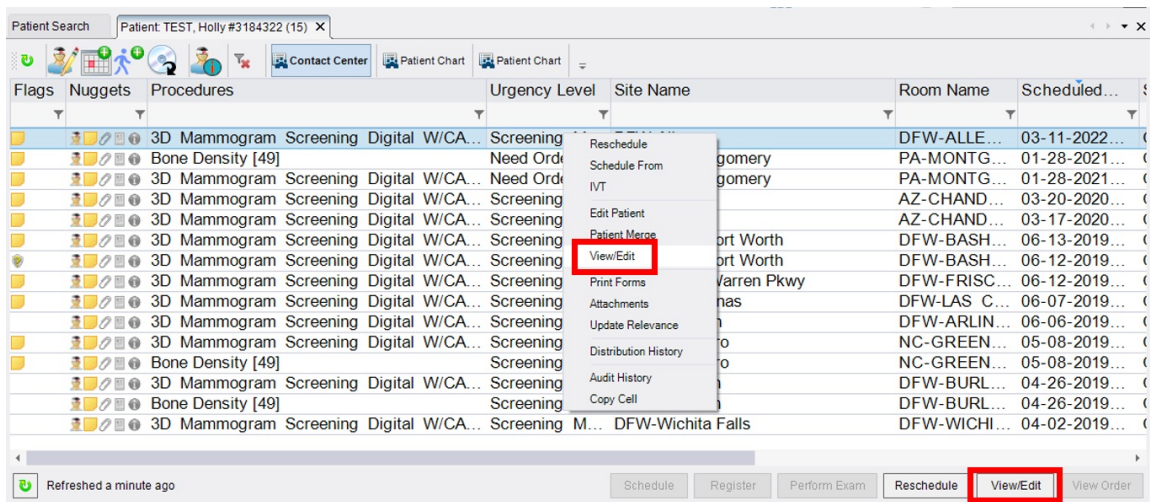 Patient Search Patient: TEST, Holly #3184322 (15) X
Contact Center Patient Chart Patient Chart
Flags Nuggets Procedures Urgency Level Site Name Room Name Scheduled...
3D Mammogram Screening Digital W/CA... Screening DFW-ALLE... 03-11-2022...
Bone Density [49] Need Orde gomery PA-MONTG... 01-28-2021...
3D Mammogram Screening Digital W/CA... Need Orde gomery PA-MONTG... 01-28-2021...
3D Mammogram Screening Digital W/CA... Screening AZ-CHAND... 03-20-2020...
3D Mammogram Screening Digital W/CA... Screening AZ-CHAND... 03-17-2020...
3D Mammogram Screening Digital W/CA... Screening ort Worth DFW-BASH... 06-13-2019...
3D Mammogram Screening Digital W/CA... Screening ort Worth DFW-BASH... 06-12-2019...
3D Mammogram Screening Digital W/CA... Screening Warren Pkwy DFW-FRISC... 06-12-2019...
3D Mammogram Screening Digital W/CA... Screening nas DFW-LAS C... 06-07-2019...
3D Mammogram Screening Digital W/CA... Screening DFW-ARLIN... 06-06-2019...
3D Mammogram Screening Digital W/CA... Screening ro NC-GREEN... 05-08-2019...
Bone Density [49] Screening ro NC-GREEN... 05-08-2019...
3D Mammogram Screening Digital W/CA... Screening DFW-BURL... 04-26-2019...
Bone Density [49] Screening DFW-BURL... 04-26-2019...
3D Mammogram Screening Digital W/CA... Screening M... DFW-Wichita Falls DFW-WICHI... 04-02-2019...
Reschedule
Schedule From
IVT
Edit Patient
Patient Merge
View/Edit
Print Forms
Attachments
Update Relevance
Distribution History
Audit History
Copy Cell
Refreshed a minute ago Schedule Register Perform Exam Reschedule View/Edit View Order